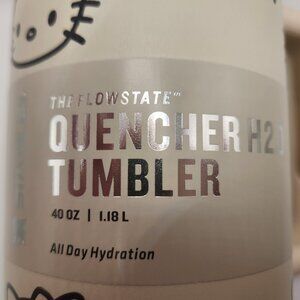 THE FLOWSTATE™
QUENCHER H2
TUMBLER
40 OZ | 1.18 L
All Day Hydration